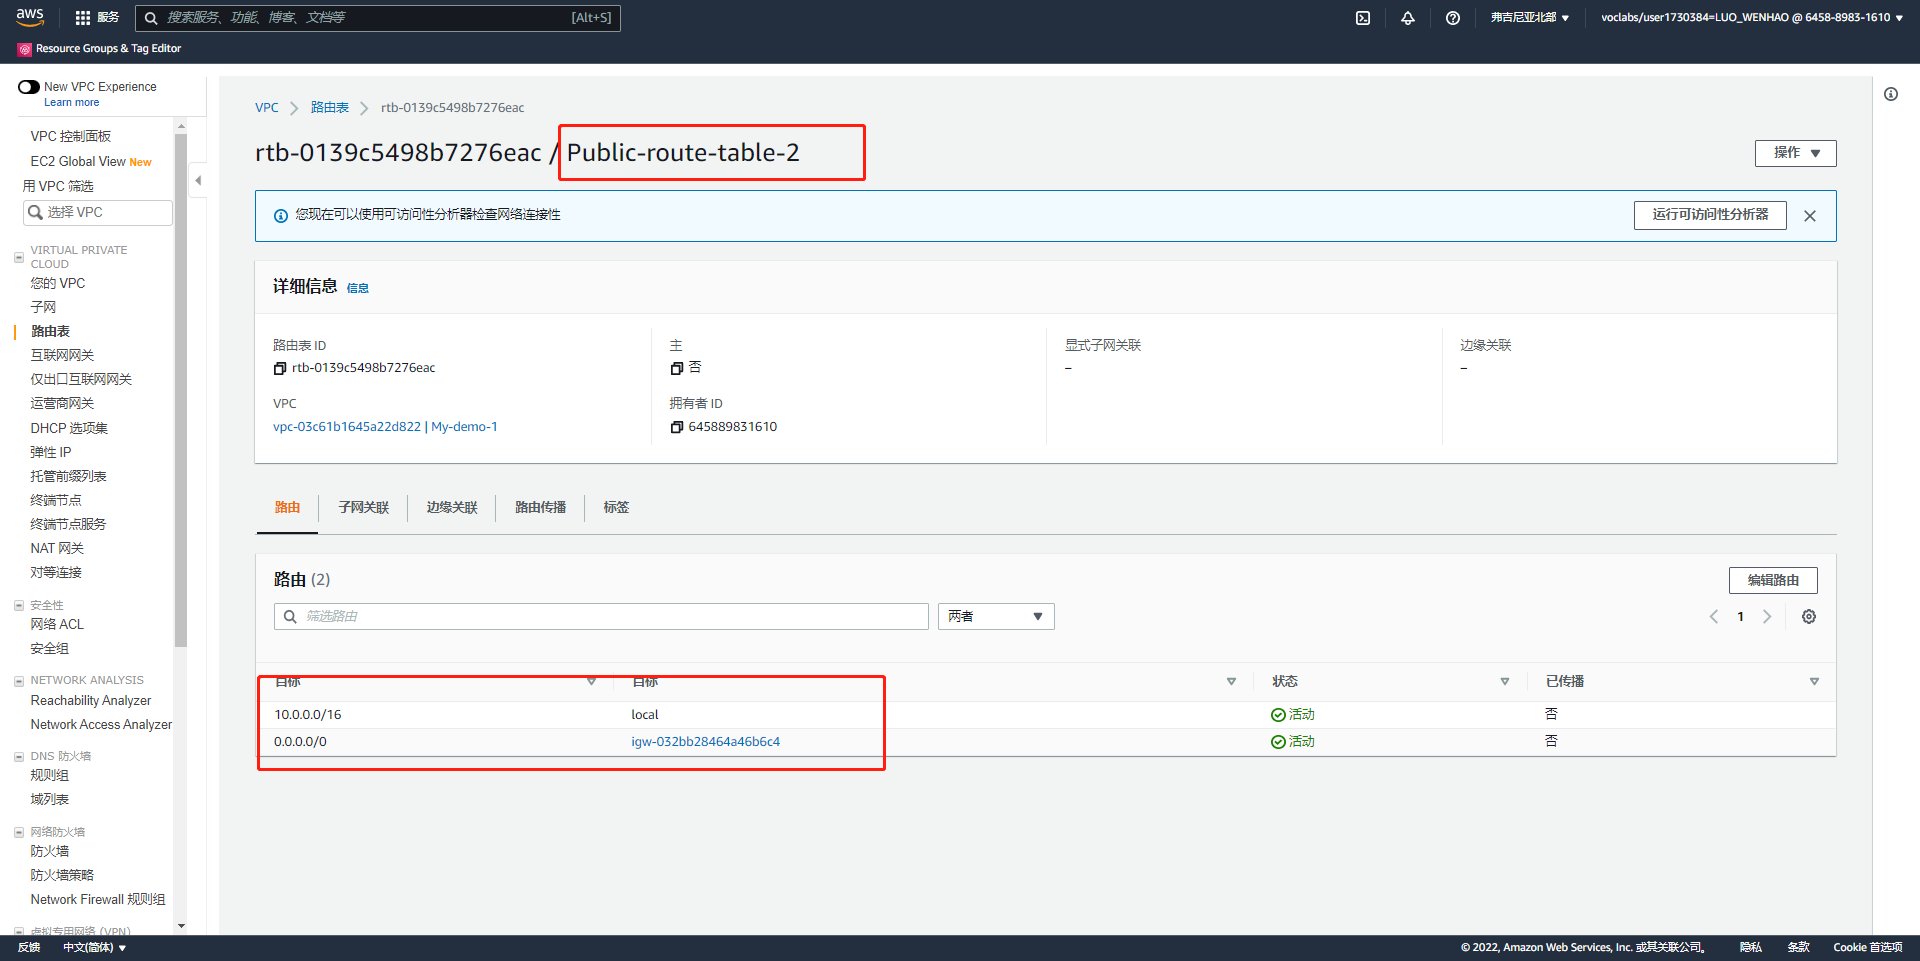 aws
服务
搜索服务、功能、博客、文档等
[Alt+S]
弗吉尼亚北部
voclabs/user1730384=LUO_WENHAO @ 6458-8983-1610
Resource Groups & Tag Editor
New VPC Experience
Learn more
VPC 控制面板
EC2 Global View New
用 VPC 筛选
选择 VPC
VIRTUAL PRIVATE
CLOUD
您的 VPC
子网
路由表
互联网网关
仅出口互联网网关
运营商网关
DHCP 选项集
弹性 IP
托管前缀列表
终端节点
终端节点服务
NAT 网关
对等连接
安全性
网络 ACL
安全组
NETWORK ANALYSIS
Reachability Analyzer
Network Access Analyzer
DNS 防火墙
规则组
域列表
网络防火墙
防火墙
防火墙策略
Network Firewall 规则组
虚拟专用网络 (VPN)
VPC
路由表
rtb-0139c5498b7276eac
rtb-0139c5498b7276eac / Public-route-table-2
操作
您现在可以使用可访问性分析器检查网络连接性
运行可访问性分析器
详细信息 信息
路由表 ID
rtb-0139c5498b7276eac
主
否
显式子网关联
–
边缘关联
–
VPC
vpc-03c61b1645a22d822 | My-demo-1
拥有者 ID
645889831610
路由
子网关联
边缘关联
路由传播
标签
路由 (2)
编辑路由
筛选路由
两者
1
目标
目标
状态
已传播
10.0.0.0/16
local
活动
否
0.0.0.0/0
igw-032bb28464a46b6c4
活动
否
反馈
中文(简体)
© 2022, Amazon Web Services, Inc. 或其关联公司。
隐私
条款
Cookie 首选项